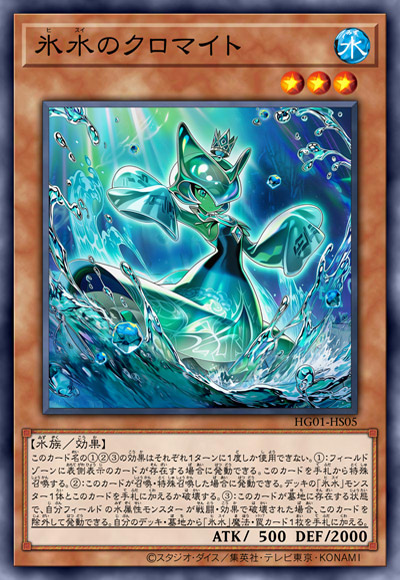 氷水のクロマイト
水
HG01-HS05
【水族/効果】
このカード名の①②③の効果はそれぞれ1ターンに1度しか使用できない。①:フィールド
ゾーンに表側表示のカードが存在する場合に発動できる。このカードを手札から特殊
召喚する。②:このカードが召喚・特殊召喚した場合に発動できる。デッキの「氷水」モンス
ター1体とこのカードを手札に加えるか破壊する。③:このカードが墓地に存在する状態
で、自分フィールドの水属性モンスターが戦闘・効果で破壊された場合、このカードを
除外して発動できる。自分のデッキ・墓地から「氷水」魔法・罠カード1枚を手札に加える。
ATK/ 500 DEF/2000
©スタジオ・ダイス/集英社・テレビ東京・KONAMI